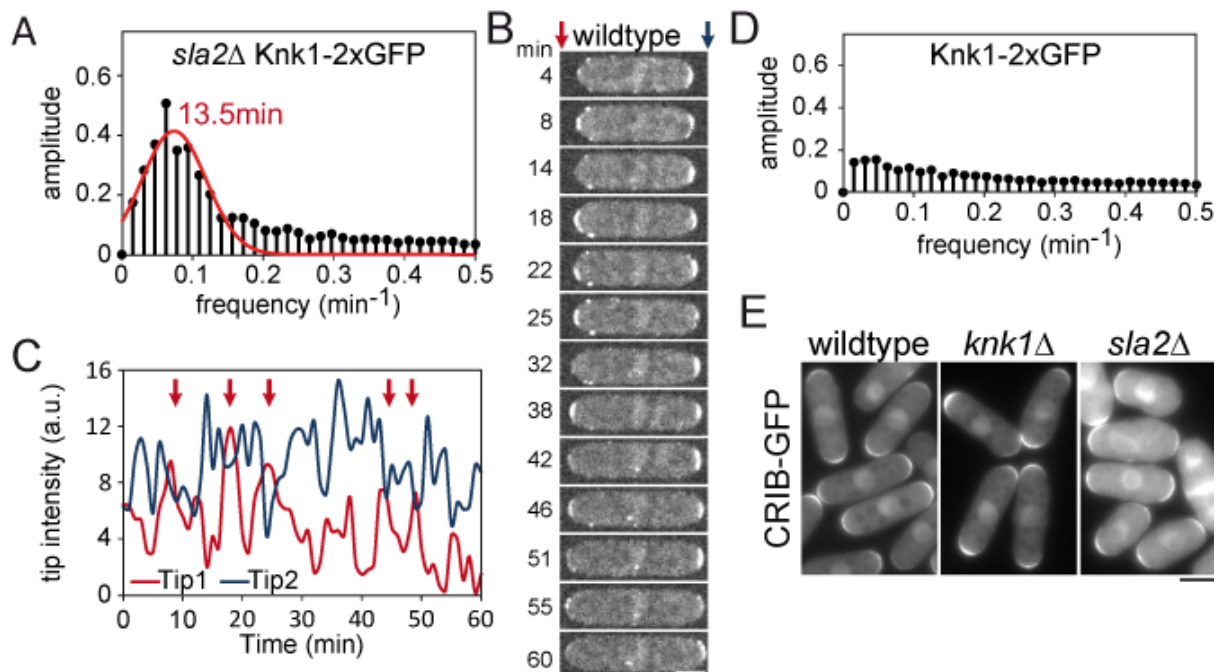 A
sla2Δ Knk1-2xGFP
13.5min
amplitude
0.6
0.4
0.2
0
0 0.1 0.2 0.3 0.4 0.5
frequency (min-1)
B
wildtype
min
4
8
14
18
22
25
32
38
42
46
51
55
60
C
tip intensity (a.u.)
16
12
8
4
0
Tip1 Tip2
0 10 20 30 40 50 60
Time (min)
D
Knk1-2xGFP
amplitude
0.6
0.4
0.2
0
0 0.1 0.2 0.3 0.4 0.5
frequency (min-1)
E
wildtype knk1Δ sla2Δ
CRIB-GFP